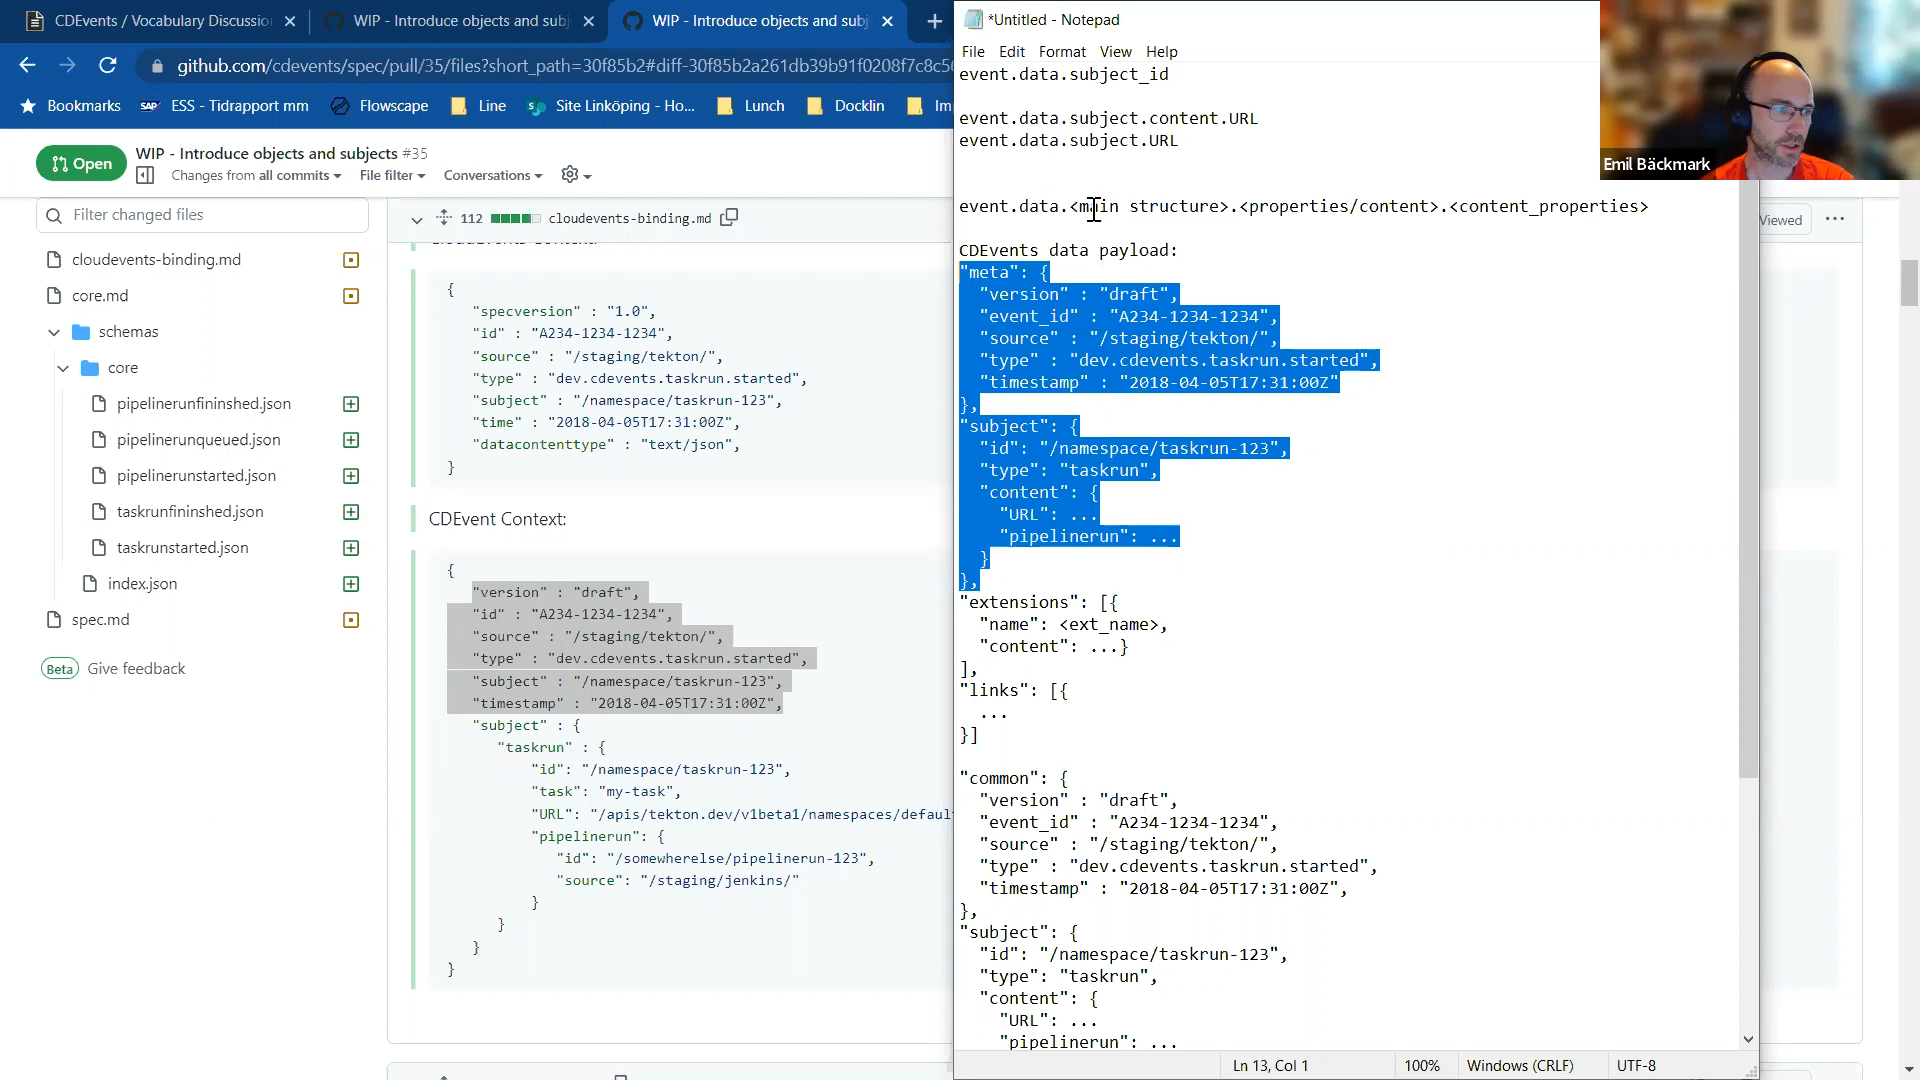 CDEvents / Vocabulary Discussio
WIP - Introduce objects and subj
WIP - Introduce objects and subj
github.com/cdevents/spec/pull/35/files?short_path=30f85b2#diff-30f85b2a261db39b91f0208f7c8c5
Bookmarks
SAP ESS - Tidrapport mm
Flowscape
Line
Site Linköping - Ho...
Lunch
Docklin
Im
Open
WIP - Introduce objects and subjects #35
Changes from all commits
File filter
Conversations
Filter changed files
cloudevents-binding.md
core.md
schemas
core
pipelinerunfininshed.json
pipelinerunqueued.json
pipelinerunstarted.json
taskrunfininshed.json
taskrunstarted.json
index.json
spec.md
Beta Give feedback
112 cloudevents-binding.md
Viewed
{
"specversion" : "1.0",
"id" : "A234-1234-1234",
"source" : "/staging/tekton/",
"type" : "dev.cdevents.taskrun.started",
"subject" : "/namespace/taskrun-123",
"time" : "2018-04-05T17:31:00Z",
"datacontenttype" : "text/json",
}
CDEvent Context:
{
"version" : "draft",
"id" : "A234-1234-1234",
"source" : "/staging/tekton/",
"type" : "dev.cdevents.taskrun.started",
"subject" : "/namespace/taskrun-123",
"timestamp" : "2018-04-05T17:31:00Z",
"subject" : {
"taskrun" : {
"id": "/namespace/taskrun-123",
"task": "my-task",
"URL": "/apis/tekton.dev/v1beta1/namespaces/defaul
"pipelinerun": {
"id": "/somewherelse/pipelinerun-123",
"source": "/staging/jenkins/"
}
}
}
}
*Untitled - Notepad
File Edit Format View Help
event.data.subject_id
event.data.subject.content.URL
event.data.subject.URL
event.data.<main structure>.<properties/content>.<content_properties>
CDEvents data payload:
"meta": {
"version" : "draft",
"event_id" : "A234-1234-1234",
"source" : "/staging/tekton/",
"type" : "dev.cdevents.taskrun.started",
"timestamp" : "2018-04-05T17:31:00Z"
},
"subject": {
"id": "/namespace/taskrun-123",
"type": "taskrun",
"content": {
"URL": ...
"pipelinerun": ...
}
},
"extensions": [{
"name": <ext_name>,
"content": ...}
],
"links": [{
...
}]
"common": {
"version" : "draft",
"event_id" : "A234-1234-1234",
"source" : "/staging/tekton/",
"type" : "dev.cdevents.taskrun.started",
"timestamp" : "2018-04-05T17:31:00Z",
},
"subject": {
"id": "/namespace/taskrun-123",
"type": "taskrun",
"content": {
"URL": ...
"pipelinerun": ...
Ln 13, Col 1
100%
Windows (CRLF)
UTF-8
Emil Bäckmark